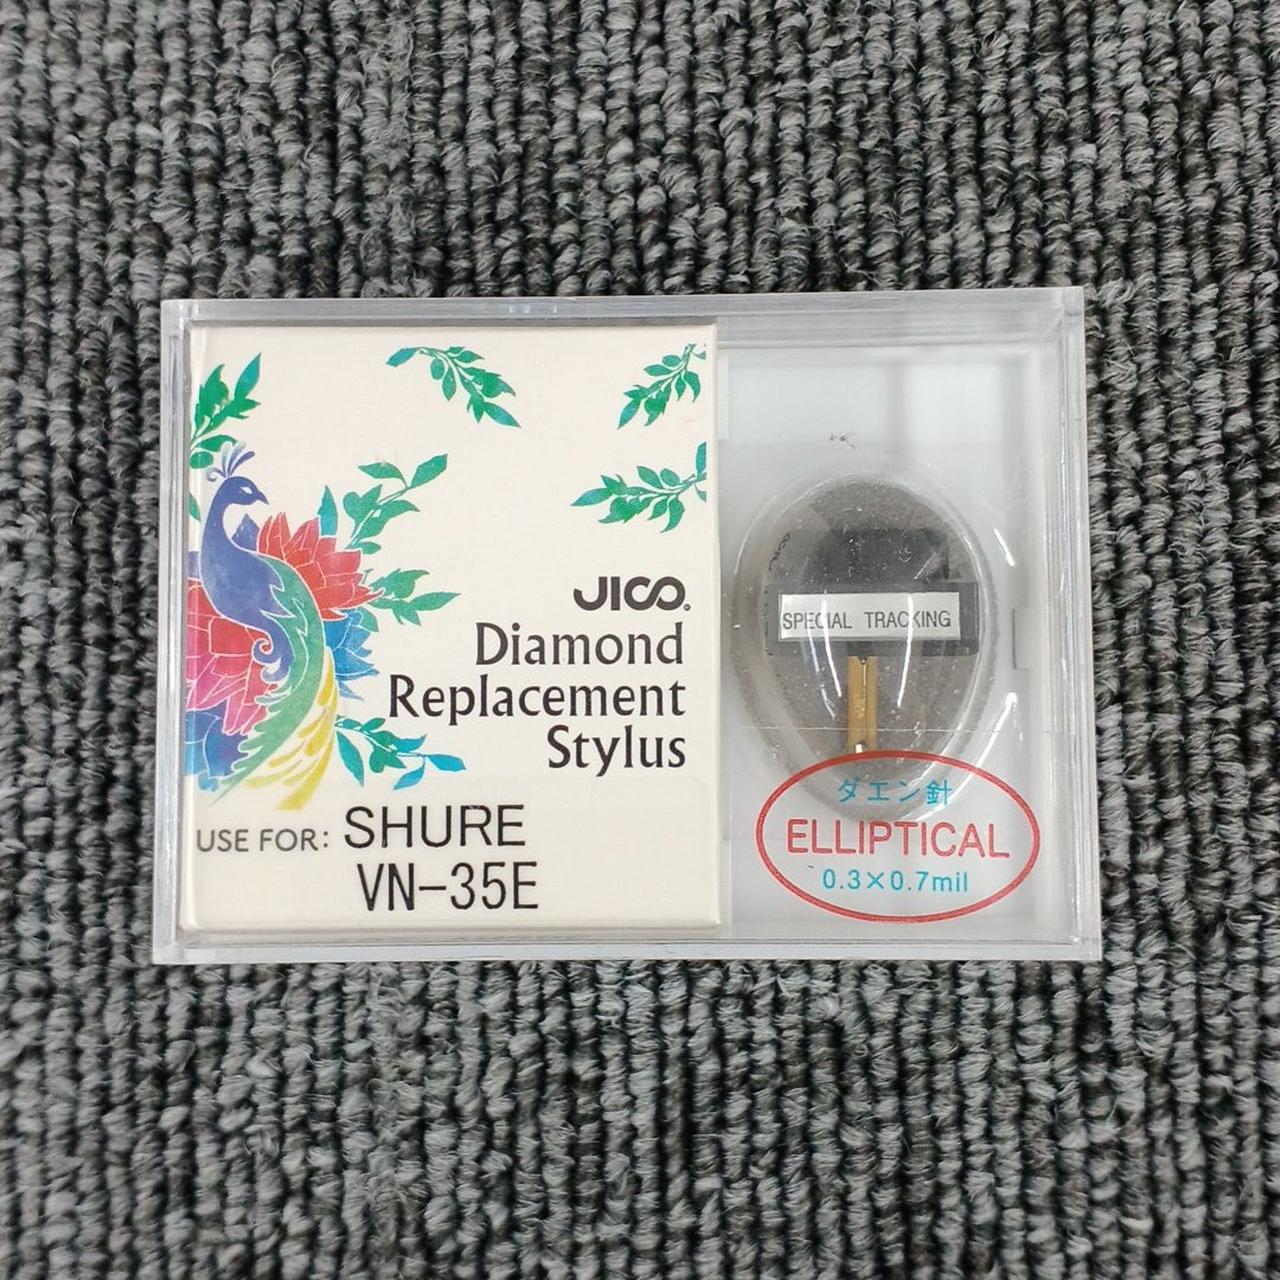 JICO
Diamond
Replacement
Stylus
USE FOR: SHURE
VN-35E
SPECIAL TRACKING
ダエン針
ELLIPTICAL
0.3×0.7mil